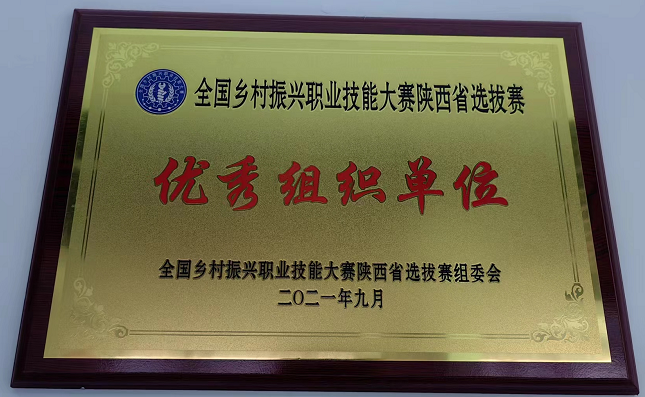 全国乡村振兴职业技能大赛陕西省选拔赛
优秀组织单位
全国乡村振兴职业技能大赛陕西省选拔赛组委会
二〇二一年九月